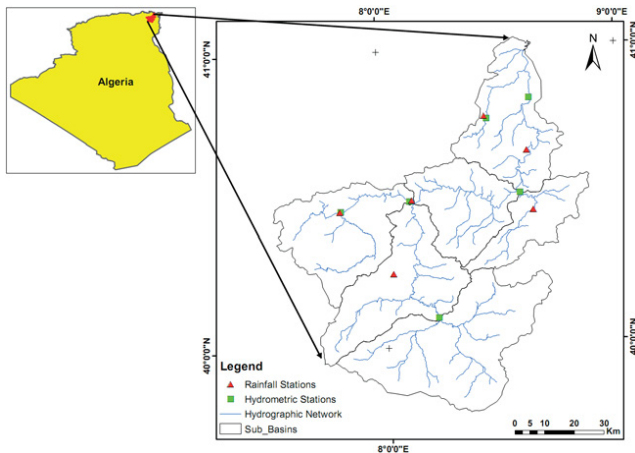 8°0'0"E
9°0'0"E
Algeria
41°0'0"N
41°0'0"N
N
40°0'0"N
40°0'0"N
Legend
Rainfall Stations
Hydrometric Stations
Hydrographic Network
Sub_Basins
0 5 10 20 30
Km
8°0'0"E